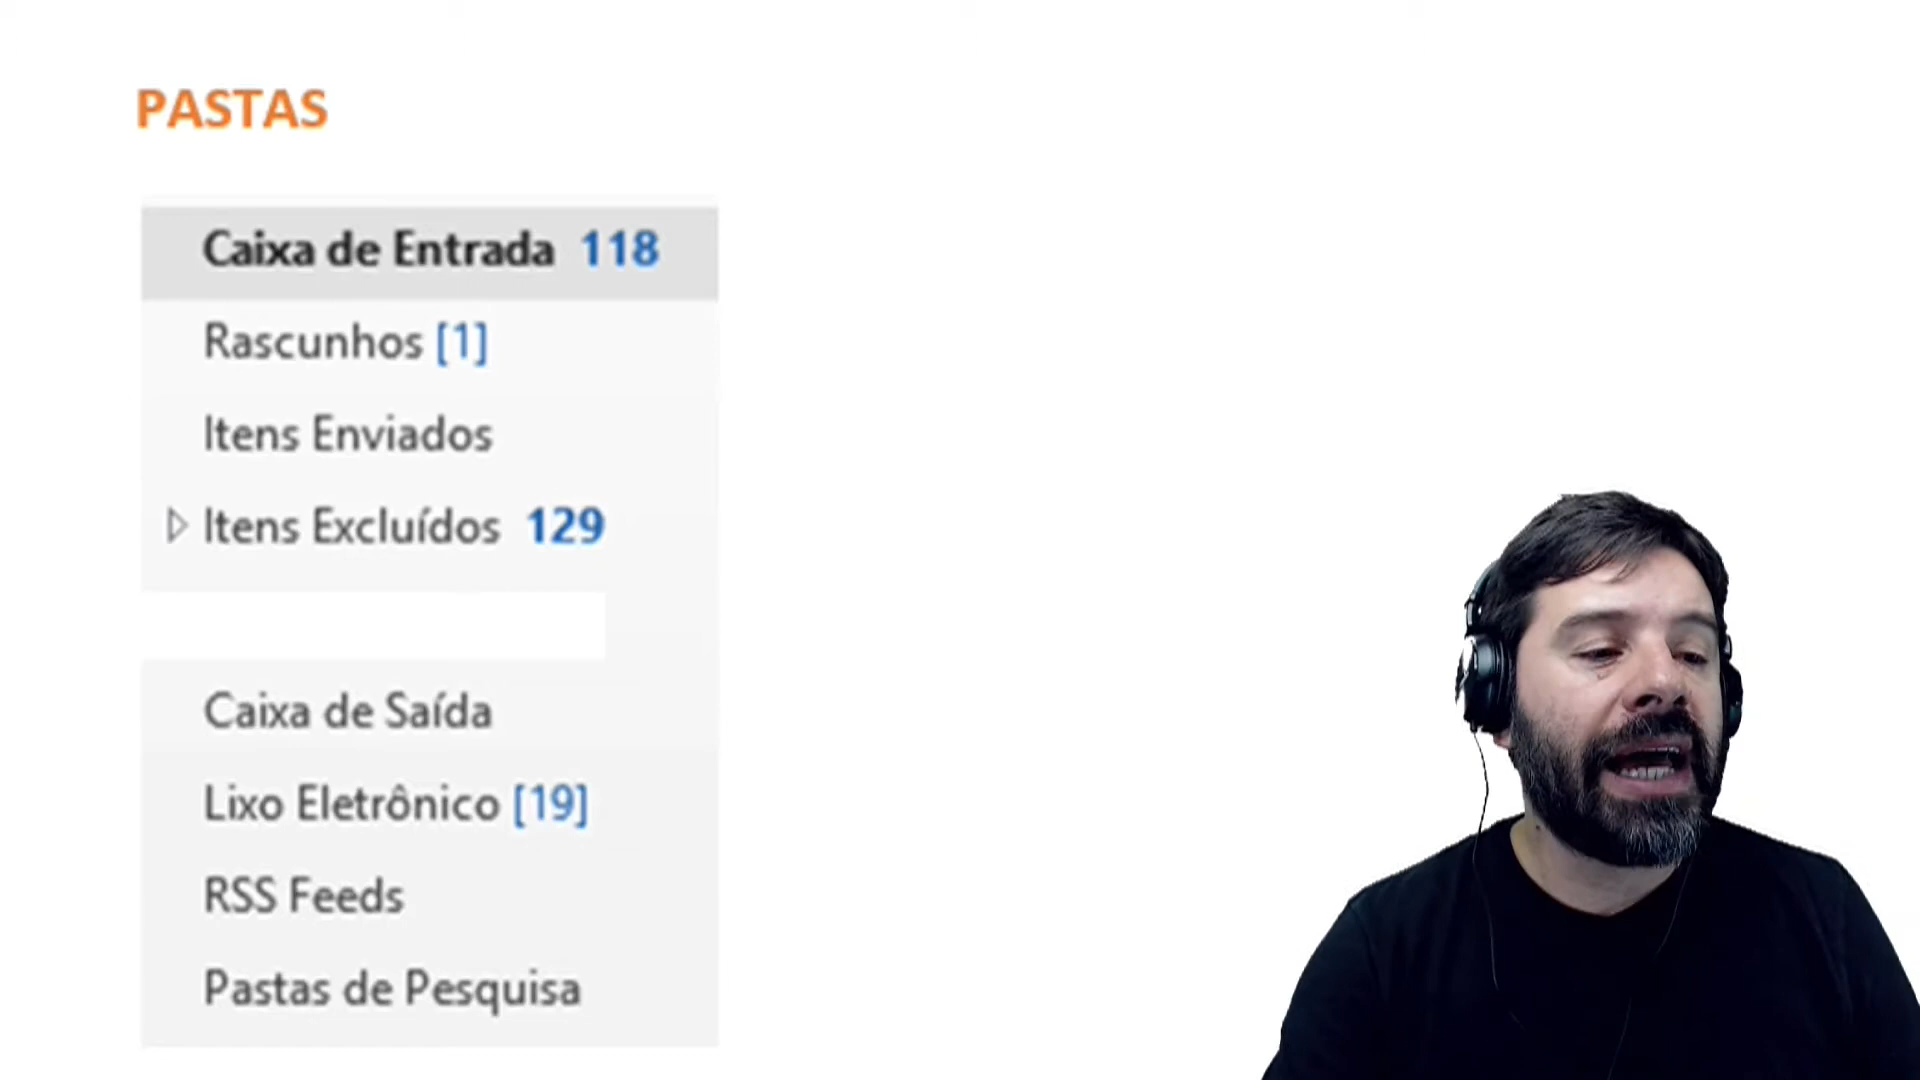 PASTAS
Caixa de Entrada 118
Rascunhos [1]
Itens Enviados
Itens Excluídos 129
Caixa de Saída
Lixo Eletrônico [19]
RSS Feeds
Pastas de Pesquisa